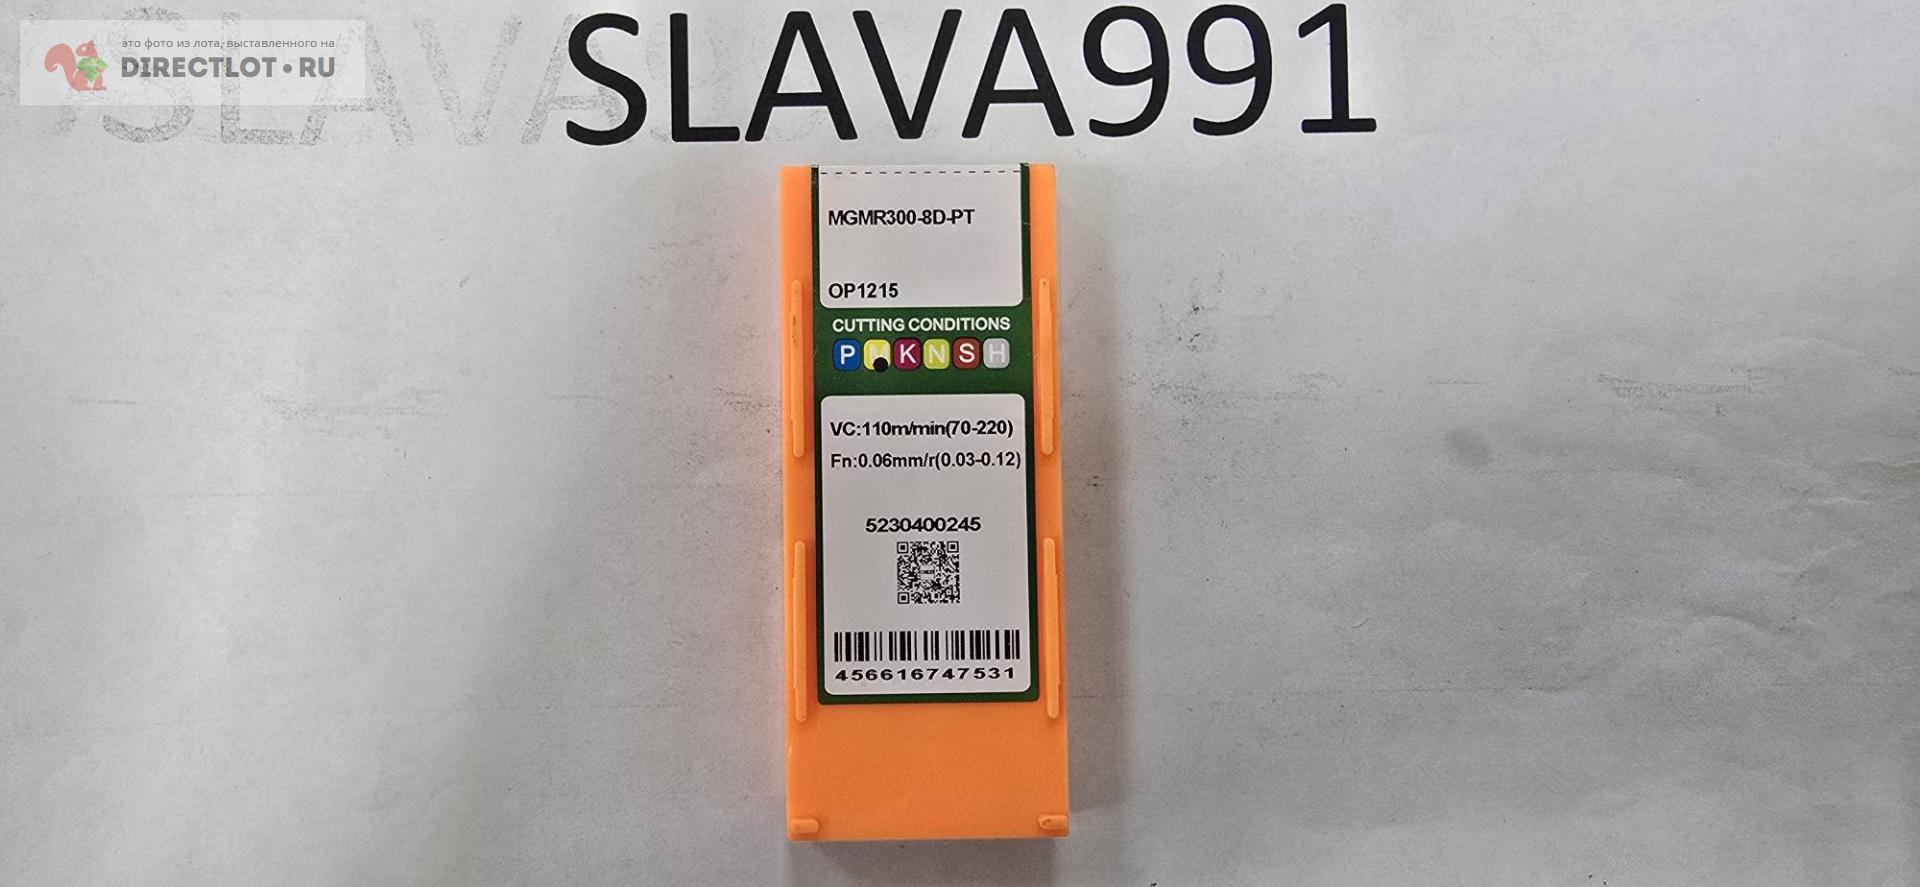 это фото из лота, выставленного на
DIRECTLOT•RU
SLAVA991
MGMR300-8D-PT
OP1215
CUTTING CONDITIONS
P M K N S H
VC:110m/min(70-220)
Fn:0.06mm/r(0.03-0.12)
5230400245
456616747531